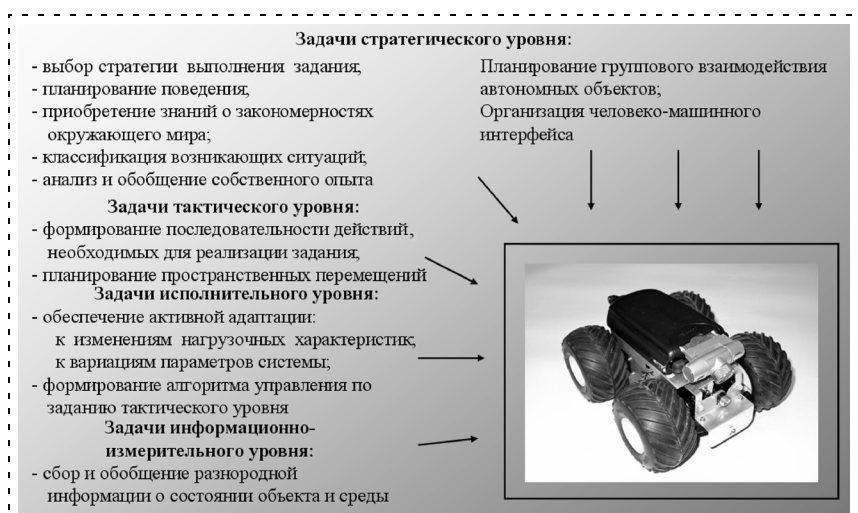 Задачи стратегического уровня:
- выбор стратегии выполнения задания;
- планирование поведения;
- приобретение знаний о закономерностях
окружающего мира;
- классификация возникающих ситуаций;
- анализ и обобщение собственного опыта
Планирование группового взаимодействия
автономных объектов;
Организация человеко-машинного
интерфейса
Задачи тактического уровня:
- формирование последовательности действий,
необходимых для реализации задания;
- планирование пространственных перемещений
Задачи исполнительного уровня:
- обеспечение активной адаптации:
к изменениям нагрузочных характеристик;
к вариациям параметров системы;
- формирование алгоритма управления по
заданию тактического уровня
Задачи информационно-
измерительного уровня:
- сбор и обобщение разнородной
информации о состоянии объекта и среды